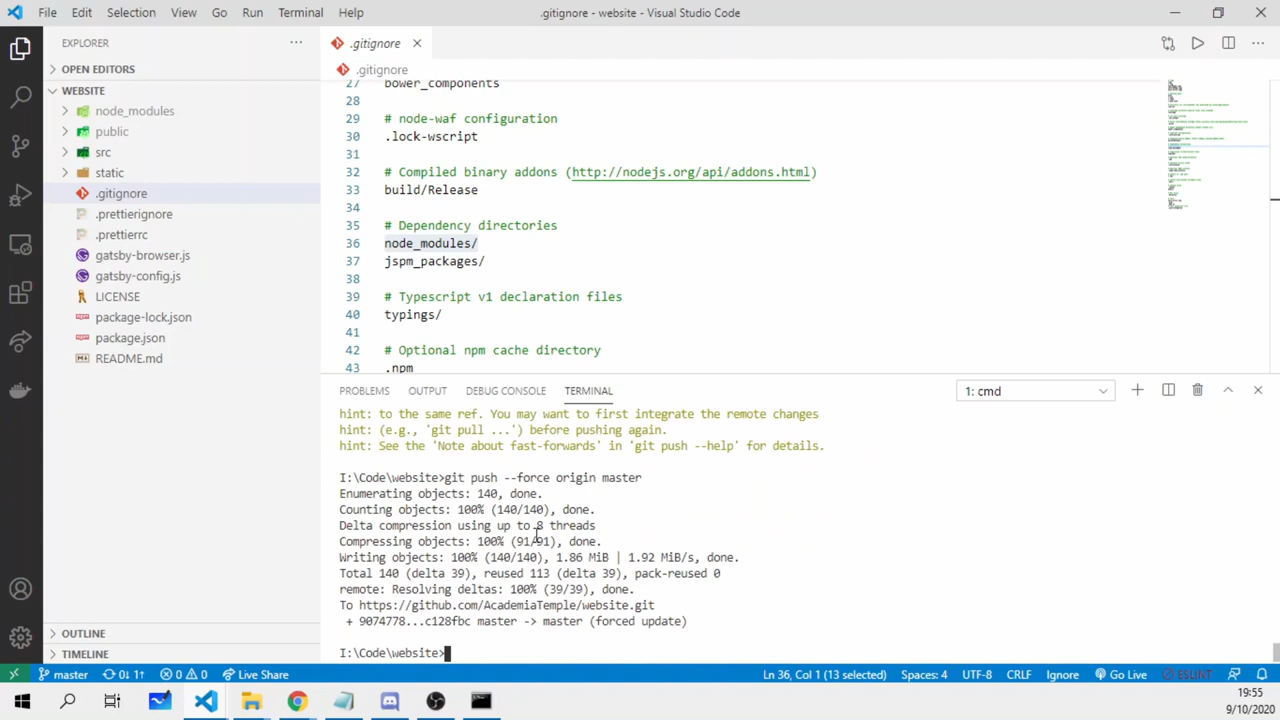 File Edit Selection View Go Run Terminal Help .gitignore - website - Visual Studio Code
EXPLORER
OPEN EDITORS
WEBSITE
node_modules
public
src
static
.gitignore
.prettierignore
.prettierrc
gatsby-browser.js
gatsby-config.js
LICENSE
package-lock.json
package.json
README.md
OUTLINE
TIMELINE
.gitignore
.gitignore
27 bower_components
28
29 # node-waf configuration
30 .lock-wscript
31
32 # Compiled binary addons (http://nodejs.org/api/addons.html)
33 build/Release
34
35 # Dependency directories
36 node_modules/
37 jspm_packages/
38
39 # Typescript v1 declaration files
40 typings/
41
42 # Optional npm cache directory
43 .npm
PROBLEMS OUTPUT DEBUG CONSOLE TERMINAL 1: cmd
hint: to the same ref. You may want to first integrate the remote changes
hint: (e.g., 'git pull ...') before pushing again.
hint: See the 'Note about fast-forwards' in 'git push --help' for details.
I:\Code\website>git push --force origin master
Enumerating objects: 140, done.
Counting objects: 100% (140/140), done.
Delta compression using up to 8 threads
Compressing objects: 100% (91/91), done.
Writing objects: 100% (140/140), 1.86 MiB | 1.92 MiB/s, done.
Total 140 (delta 39), reused 113 (delta 39), pack-reused 0
remote: Resolving deltas: 100% (39/39), done.
To https://github.com/AcademiaTemple/website.git
+ 9074778...c128fbc master -> master (forced update)
I:\Code\website>
master 0↓ 1↑ 0 0 Live Share Ln 36, Col 1 (13 selected) Spaces: 4 UTF-8 CRLF Ignore Go Live ESLINT
19:55
9/10/2020